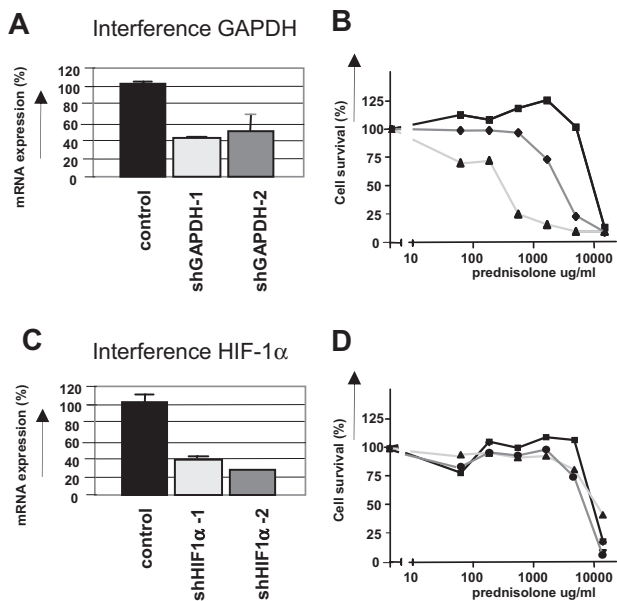 A
Interference GAPDH
mRNA expression (%)
120
100
80
60
40
20
0
control
shGAPDH-1
shGAPDH-2
B
Cell survival (%)
125
100
75
50
25
0
10
100
1000
10000
prednisolone ug/ml
C
Interference HIF-1α
mRNA expression (%)
120
100
80
60
40
20
0
control
shHIF1α -1
shHIF1α -2
D
Cell survival (%)
125
100
75
50
25
0
10
100
1000
10000
prednisolone ug/ml